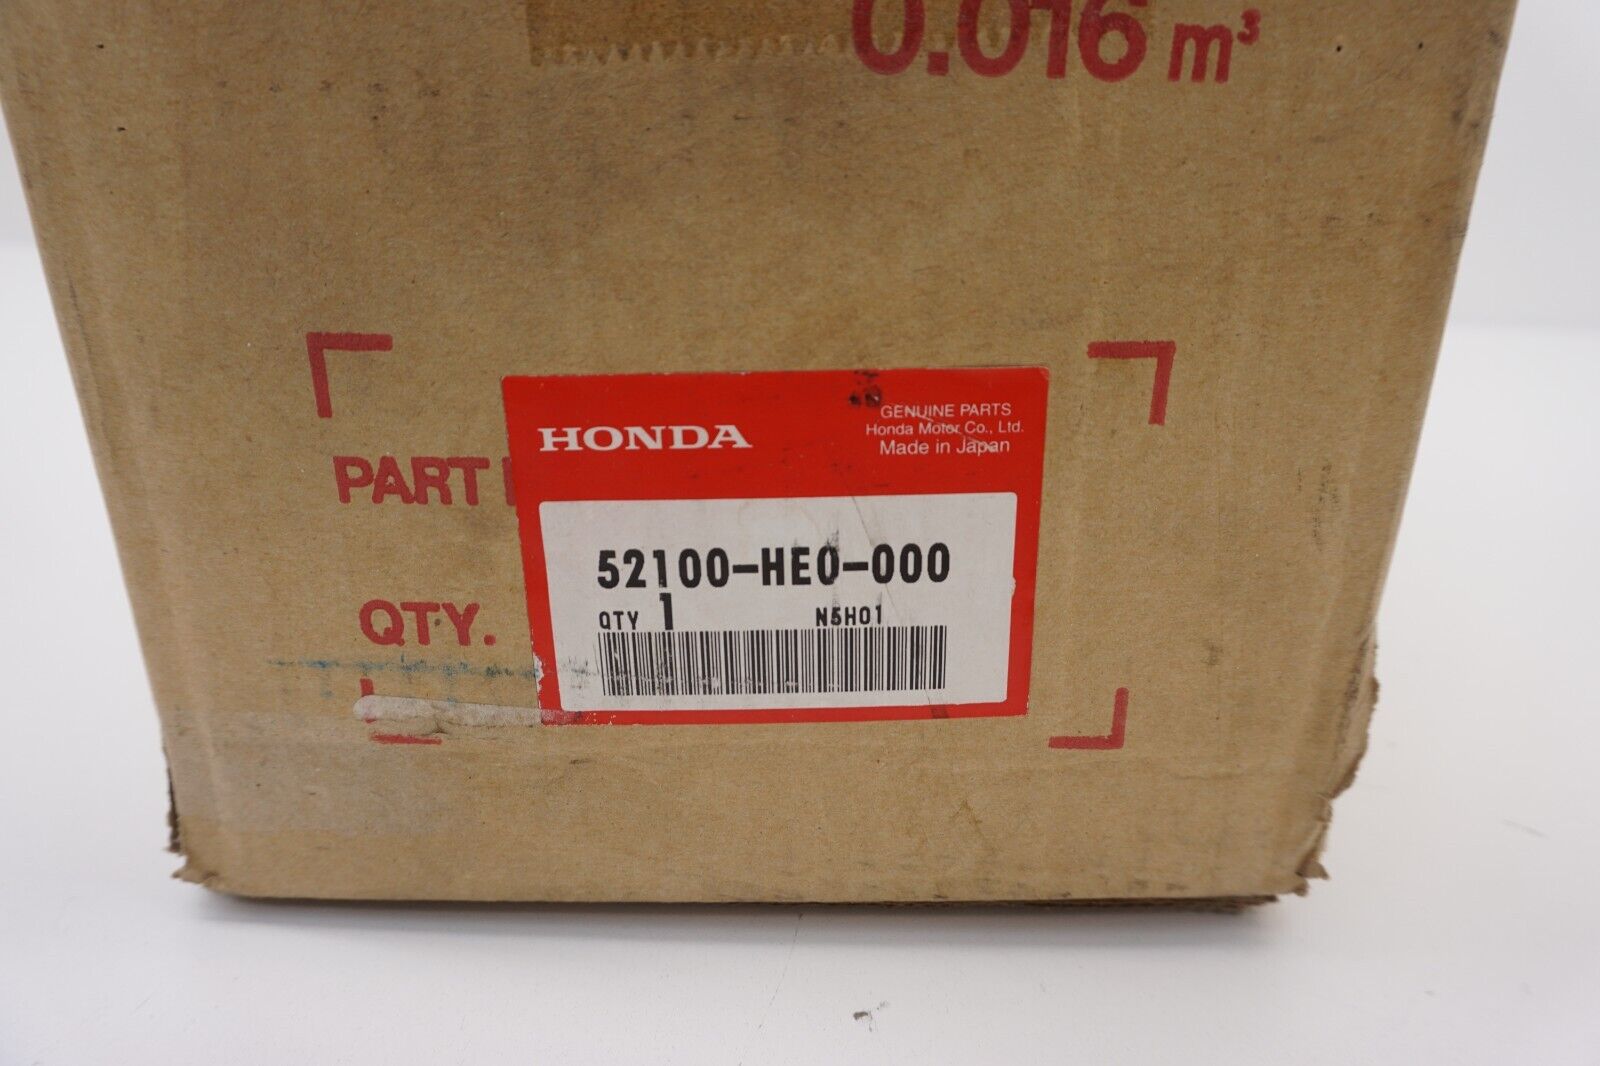 0.016 m³
HONDA
GENUINE PARTS
Honda Motor Co., Ltd.
Made in Japan
PART
52100-HE0-000
QTY 1 N5H01
QTY.